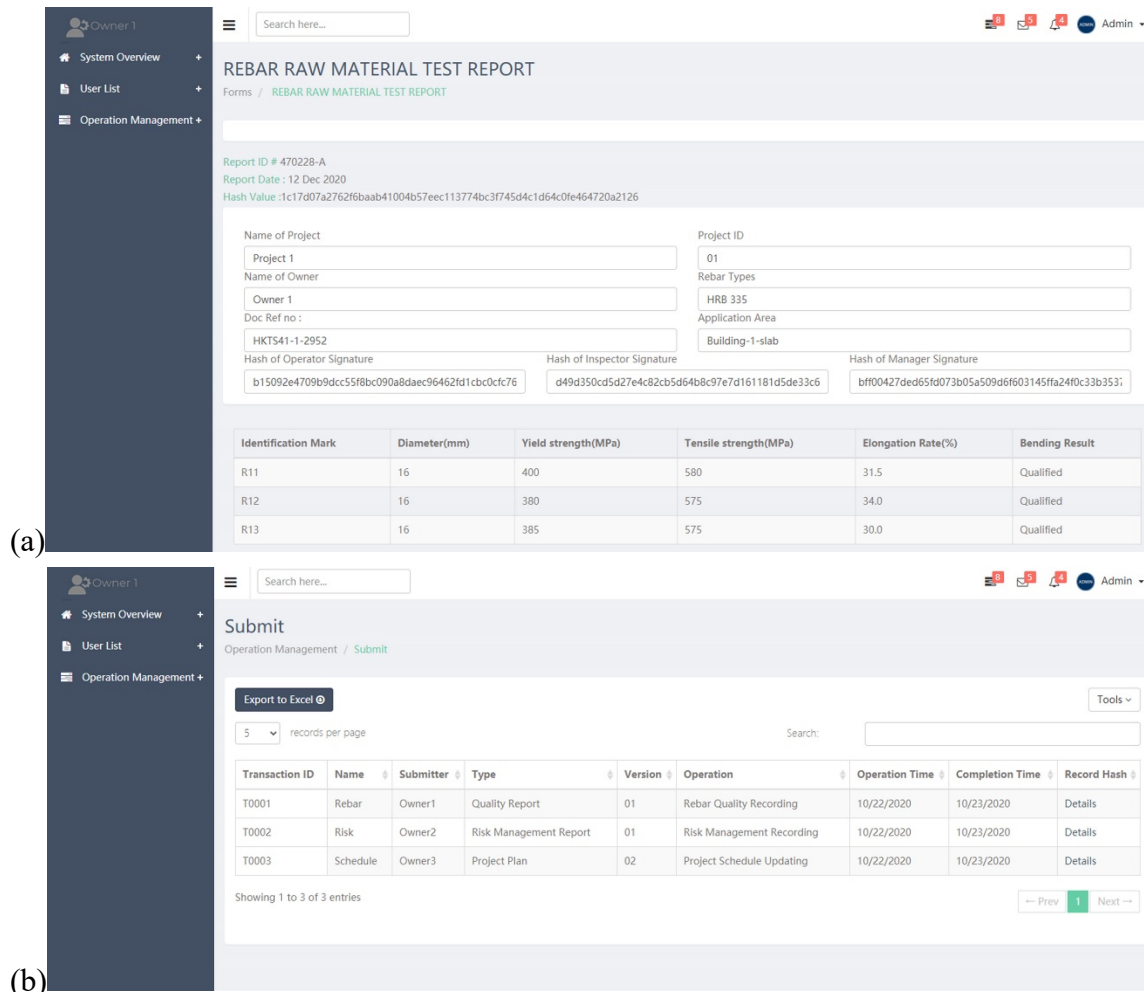 Owner 1
Search here...
8 5 4 ADMIN Admin
System Overview +
User List +
Operation Management +
REBAR RAW MATERIAL TEST REPORT
Forms / REBAR RAW MATERIAL TEST REPORT
Report ID # 470228-A
Report Date : 12 Dec 2020
Hash Value :1c17d07a2762f6baab41004b57eec113774bc3f745d4c1d64c0fe464720a2126
Name of Project Project ID
Project 1 01
Name of Owner Rebar Types
Owner 1 HRB 335
Doc Ref no : Application Area
HKTS41-1-2952 Building-1-slab
Hash of Operator Signature Hash of Inspector Signature Hash of Manager Signature
b15092e4709b9dcc55f8bc090a8daec96462fd1cbc0cfc76 d49d350cd5d27e4c82cb5d64b8c97e7d161181d5de33c6 bff00427ded65fd073b05a509d6f603145ffa24f0c33b3537
Identification Mark Diameter(mm) Yield strength(MPa) Tensile strength(MPa) Elongation Rate(%) Bending Result
R11 16 400 580 31.5 Qualified
R12 16 380 575 34.0 Qualified
R13 16 385 575 30.0 Qualified
(a)
Owner 1
Search here...
8 5 4 ADMIN Admin
System Overview +
User List +
Operation Management +
Submit
Operation Management / Submit
Export to Excel Tools
5 records per page Search:
Transaction ID Name Submitter Type Version Operation Operation Time Completion Time Record Hash
T0001 Rebar Owner1 Quality Report 01 Rebar Quality Recording 10/22/2020 10/23/2020 Details
T0002 Risk Owner2 Risk Management Report 01 Risk Management Recording 10/22/2020 10/23/2020 Details
T0003 Schedule Owner3 Project Plan 02 Project Schedule Updating 10/22/2020 10/23/2020 Details
Showing 1 to 3 of 3 entries
← Prev 1 Next →
(b)